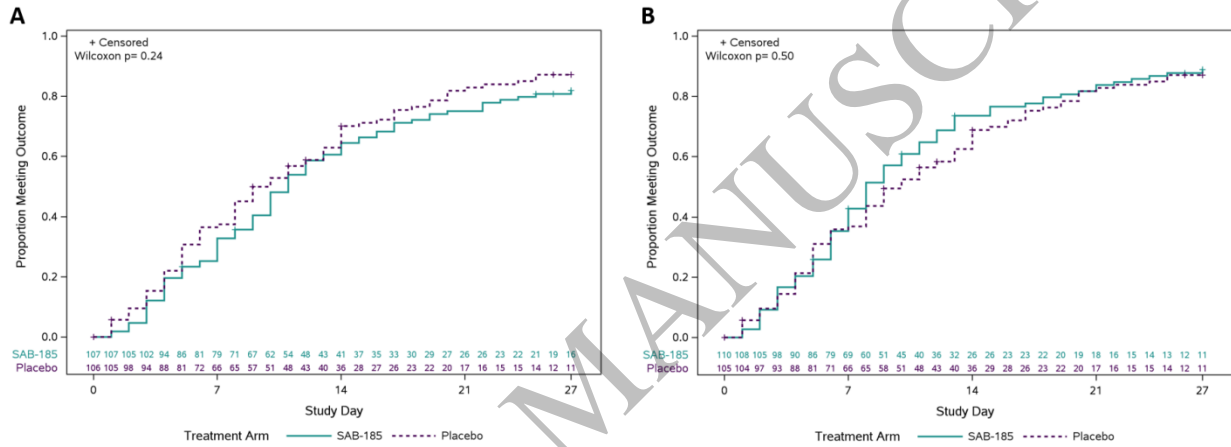 A
+ Censored
Wilcoxon p= 0.24
1.0
0.8
0.6
0.4
0.2
0.0
Proportion Meeting Outcome
SAB-185 107 107 105 102 94 86 81 79 71 67 62 54 48 43 41 37 35 33 30 29 27 26 26 23 22 21 19 16
Placebo 106 105 98 94 88 81 72 66 65 57 51 48 43 40 36 28 27 26 23 22 20 17 16 15 15 14 12 11
0 7 14 21 27
Study Day
Treatment Arm SAB-185 Placebo
B
+ Censored
Wilcoxon p= 0.50
1.0
0.8
0.6
0.4
0.2
0.0
Proportion Meeting Outcome
SAB-185 110 108 105 98 90 86 79 69 60 51 45 40 36 32 26 26 23 23 22 20 19 18 16 15 14 13 12 11
Placebo 105 104 97 93 88 81 71 66 65 58 51 48 43 40 36 29 28 26 23 22 20 17 16 15 15 14 12 11
0 7 14 21 27
Study Day
Treatment Arm SAB-185 Placebo
MANUSC